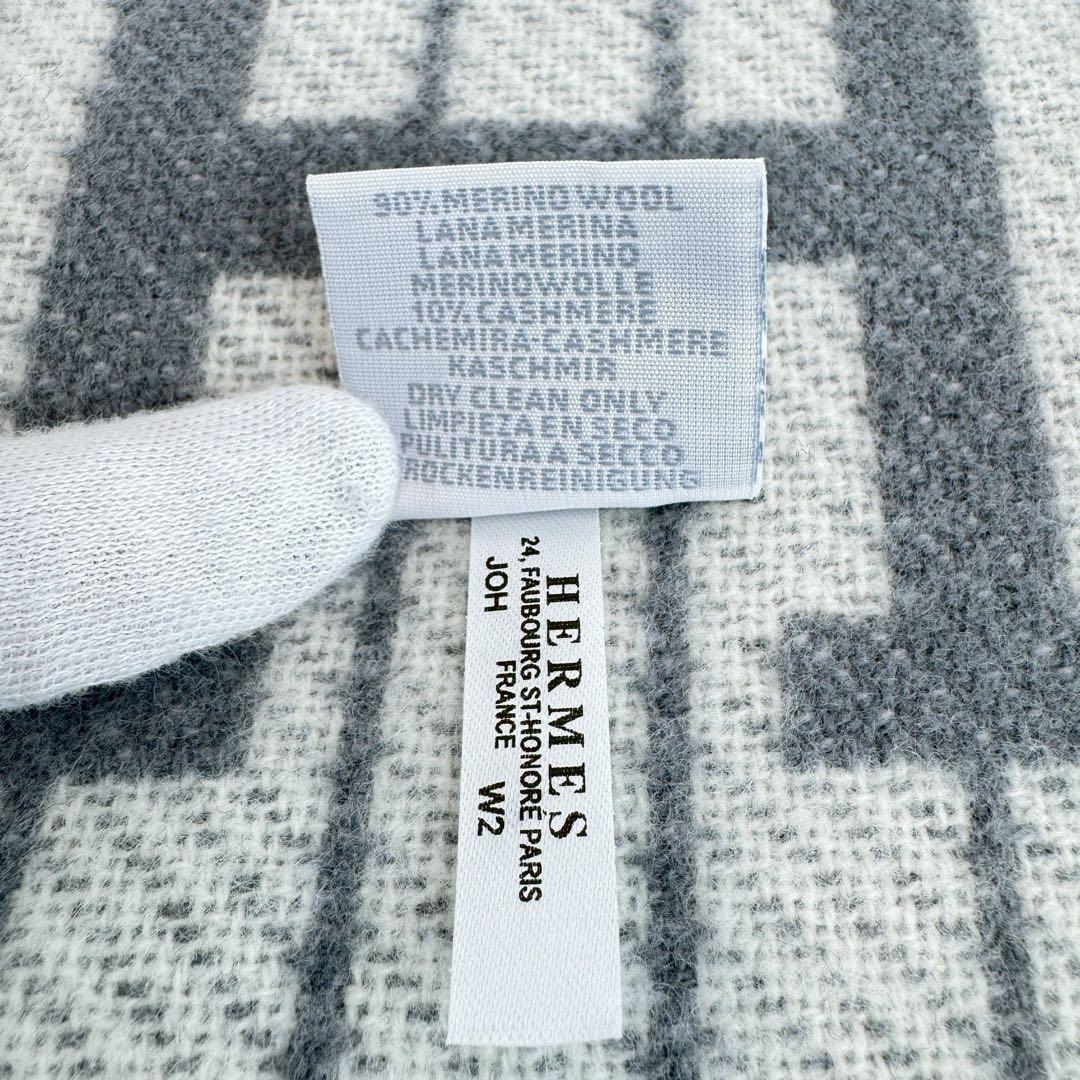 90% MERINO WOOL
LANA MERINA
LANA MERINO
MERINOWOLLE
10% CASHMERE
CACHEMIRA-CASHMERE
KASCHMIR
DRY CLEAN ONLY
LIMPIEZA EN SECO
PULITURA A SECCO
ROCKENREINIGUNG
HERMES
24, FAUBOURG ST-HONORÉ PARIS
JOH FRANCE W2